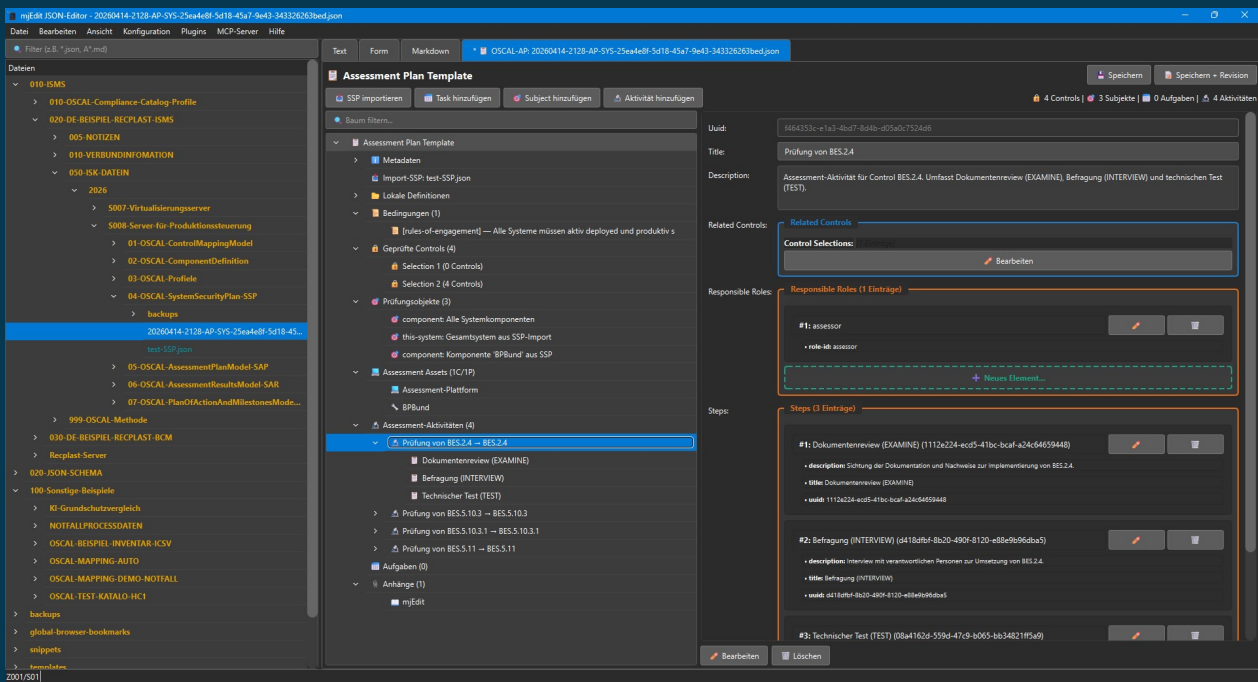 mjEdit JSON-Editor - 20260414-2128-AP-SYS-25ea4e8f-5d18-45a7-9e43-343326263bed.json
Datei Bearbeiten Ansicht Konfiguration Plugins MCP-Server Hilfe
Filter (z.B. *.json, A*.md)
Dateien
010-ISMS
010-OSCAL-Compliance-Catalog-Profile
020-DE-BEISPIEL-RECPLAST-ISMS
005-NOTIZEN
010-VERBUNDINFOMATION
050-ISK-DATEIN
2026
S007-Virtualisierungsserver
S008-Server-für-Produktionssteuerung
01-OSCAL-ControlMappingModel
02-OSCAL-ComponentDefinition
03-OSCAL-Profiele
04-OSCAL-SystemSecurityPlan-SSP
backups
20260414-2128-AP-SYS-25ea4e8f-5d18-45...
test-SSP.json
05-OSCAL-AssessmentPlanModel-SAP
06-OSCAL-AssessmentResultsModel-SAR
07-OSCAL-PlanOfActionAndMilestonesMode...
999-OSCAL-Methode
030-DE-BEISPIEL-RECPLAST-BCM
Recplast-Server
020-JSON-SCHEMA
100-Sonstige-Beispiele
KI-Grundschutzvergleich
NOTFALLPROCESSDATEN
OSCAL-BEISPIEL-INVENTAR-ICSV
OSCAL-MAPPING-AUTO
OSCAL-MAPPING-DEMO-NOTFALL
OSCAL-TEST-KATALO-HC1
backups
global-browser-bookmarks
snippets
templates
Z001/S01
Text Form Markdown * OSCAL-AP: 20260414-2128-AP-SYS-25ea4e8f-5d18-45a7-9e43-343326263bed.json
Assessment Plan Template
Speichern Speichern + Revision
SSP importieren Task hinzufügen Subject hinzufügen Aktivität hinzufügen
4 Controls | 3 Subjekte | 0 Aufgaben | 4 Aktivitäten
Baum filtern...
Assessment Plan Template
Metadaten
Import-SSP: test-SSP.json
Lokale Definitionen
Bedingungen (1)
[rules-of-engagement] — Alle Systeme müssen aktiv deployed und produktiv s
Geprüfte Controls (4)
Selection 1 (0 Controls)
Selection 2 (4 Controls)
Prüfungsobjekte (3)
component: Alle Systemkomponenten
this-system: Gesamtsystem aus SSP-Import
component: Komponente 'BPBund' aus SSP
Assessment Assets (1C/1P)
Assessment-Plattform
BPBund
Assessment-Aktivitäten (4)
Prüfung von BES.2.4 → BES.2.4
Dokumentenreview (EXAMINE)
Befragung (INTERVIEW)
Technischer Test (TEST)
Prüfung von BES.5.10.3 → BES.5.10.3
Prüfung von BES.5.10.3.1 → BES.5.10.3.1
Prüfung von BES.5.11 → BES.5.11
Aufgaben (0)
Anhänge (1)
mjEdit
Uuid: f464353c-e1a3-4bd7-8d4b-d05a0c7524d6
Title: Prüfung von BES.2.4
Description: Assessment-Aktivität für Control BES.2.4. Umfasst Dokumentenreview (EXAMINE), Befragung (INTERVIEW) und technischen Test
(TEST).
Related Controls: Related Controls
Control Selections:
Bearbeiten
Responsible Roles: Responsible Roles (1 Einträge)
#1: assessor
• role-id: assessor
Neues Element...
Steps: Steps (3 Einträge)
#1: Dokumentenreview (EXAMINE) (1112e224-ecd5-41bc-bcaf-a24c64659448)
• description: Sichtung der Dokumentation und Nachweise zur Implementierung von BES.2.4.
• title: Dokumentenreview (EXAMINE)
• uuid: 1112e224-ecd5-41bc-bcaf-a24c64659448
#2: Befragung (INTERVIEW) (d418dfbf-8b20-490f-8120-e88e9b96dba5)
• description: Interview mit verantwortlichen Personen zur Umsetzung von BES.2.4.
• title: Befragung (INTERVIEW)
• uuid: d418dfbf-8b20-490f-8120-e88e9b96dba5
#3: Technischer Test (TEST) (08a4162d-559d-47c9-b065-bb34821ff5a9)
Bearbeiten Löschen